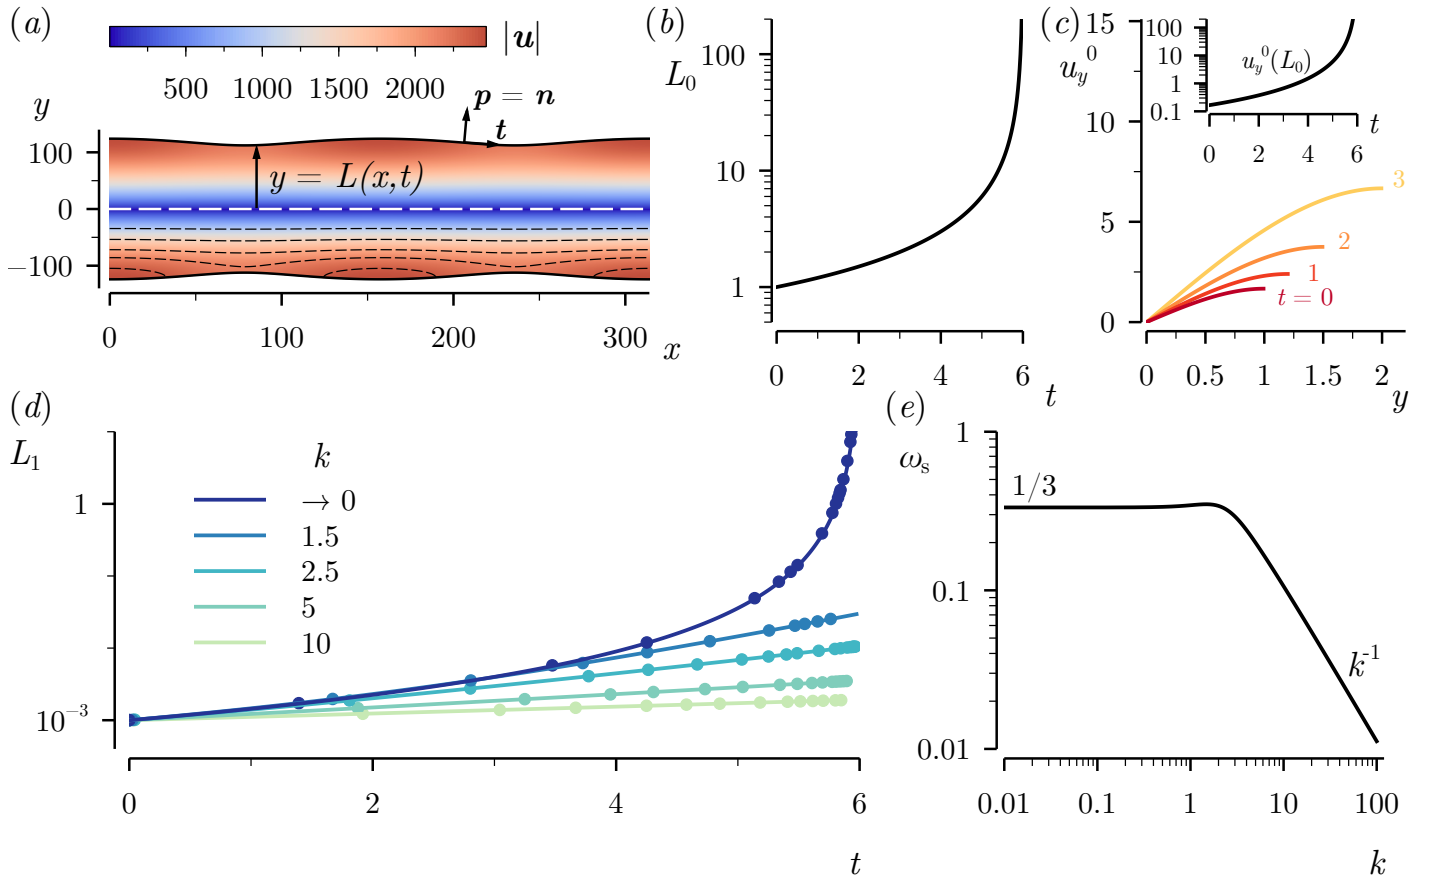 (a)
|u|
500 1000 1500 2000
y
p = n
t
100
0
−100
y = L(x,t)
0 100 200 300
x
(b)
L0
100
10
1
0 2 4 6
t
(c)
uy0
15
10
5
0
100
10
1
0.1
uy0(L0)
0 2 4 6
t
3
2
1
t = 0
0 0.5 1 1.5 2
y
(d)
L1
1
10−3
k
→ 0
1.5
2.5
5
10
0 2 4 6
t
(e)
ωs
1
0.1
0.01
1/3
k-1
0.01 0.1 1 10 100
k